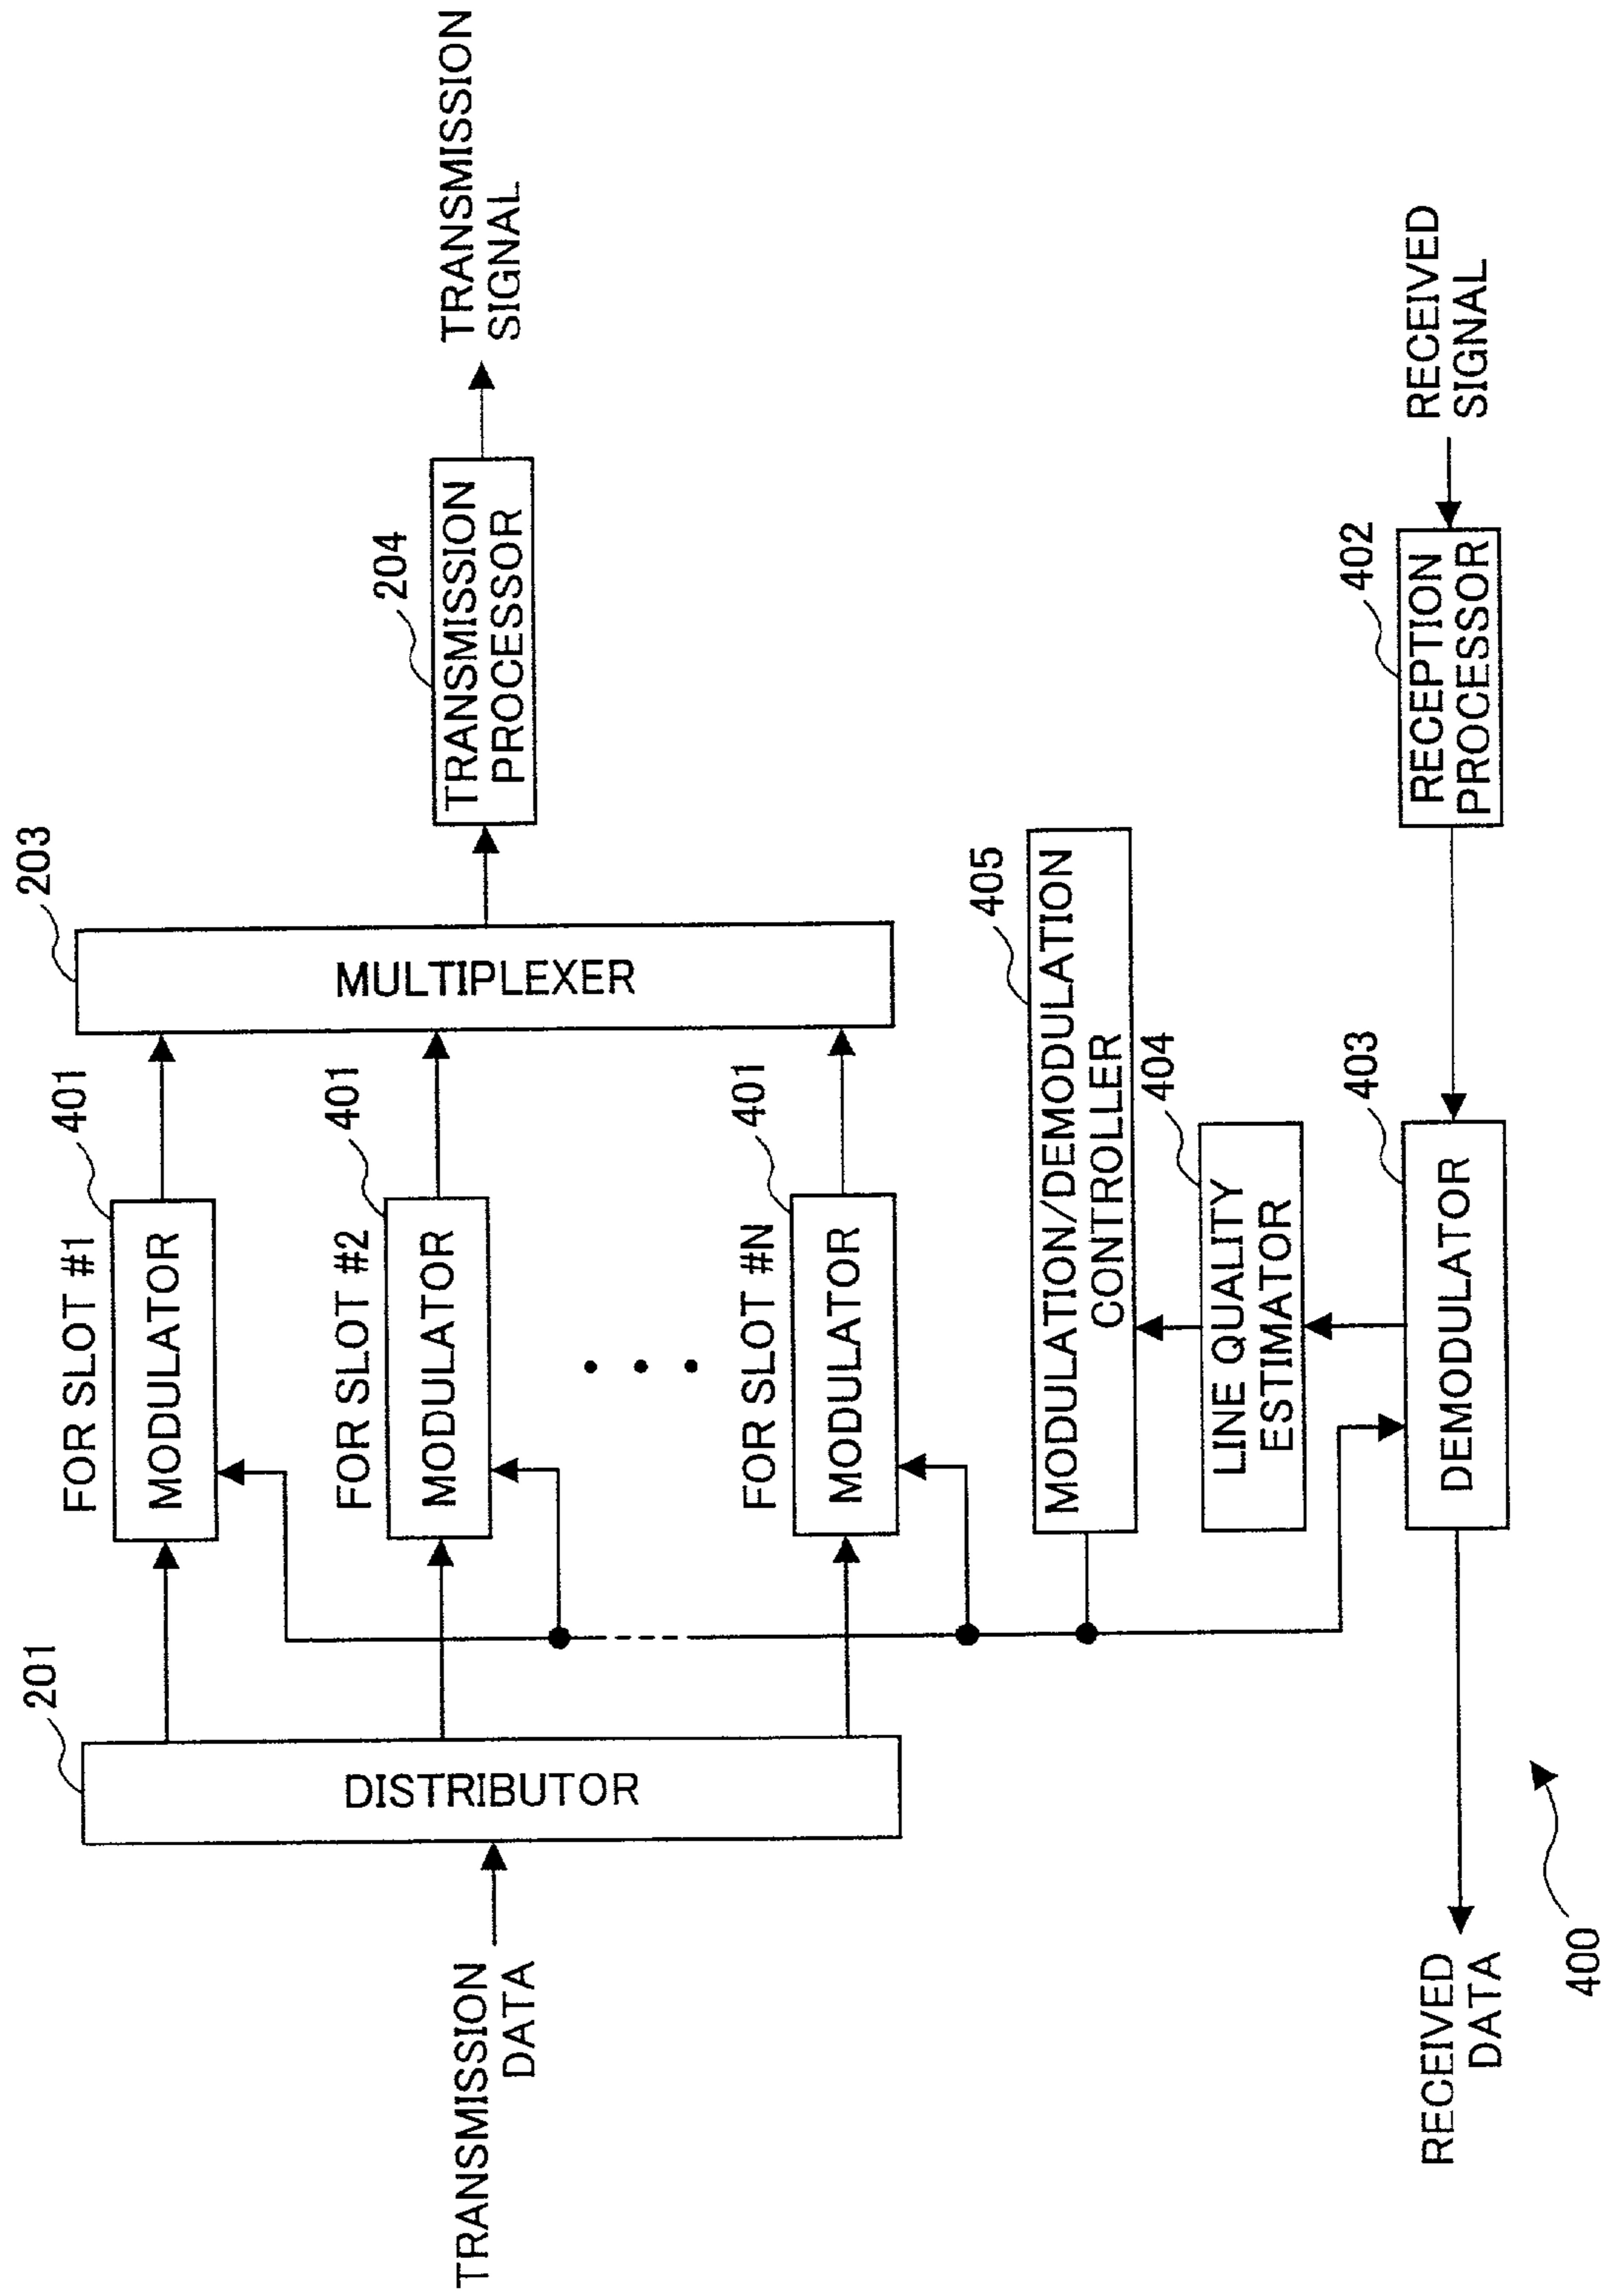 TRANSMISSION
DATA
201
DISTRIBUTOR
FOR SLOT #1
401
MODULATOR
FOR SLOT #2
401
MODULATOR
FOR SLOT #N
401
MODULATOR
203
MULTIPLEXER
204
TRANSMISSION
PROCESSOR
TRANSMISSION
SIGNAL
405
MODULATION/DEMODULATION
CONTROLLER
404
LINE QUALITY
ESTIMATOR
403
DEMODULATOR
402
RECEPTION
PROCESSOR
RECEIVED
SIGNAL
RECEIVED
DATA
400